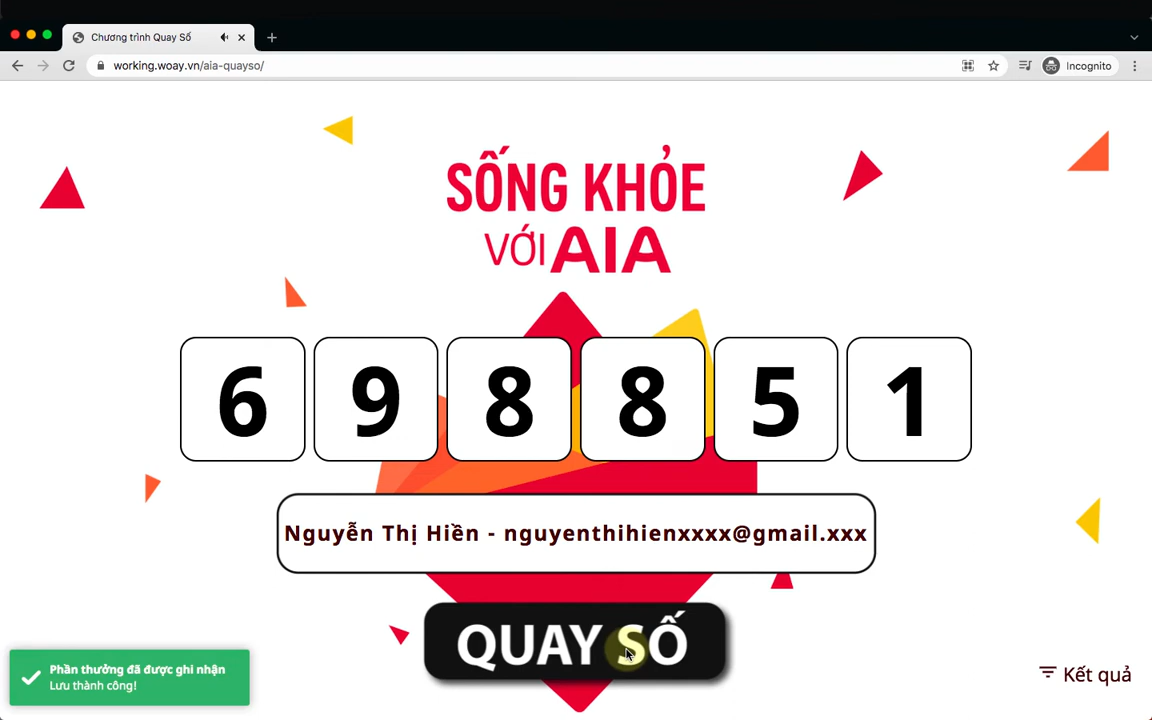 Chương trình Quay Số
working.woay.vn/aia-quayso/
Incognito
SỐNG KHỎE
VỚI AIA
6 9 8 8 5 1
Nguyễn Thị Hiền - nguyenthihienxxxx@gmail.xxx
QUAY SỐ
Phần thưởng đã được ghi nhận
Lưu thành công!
Kết quả